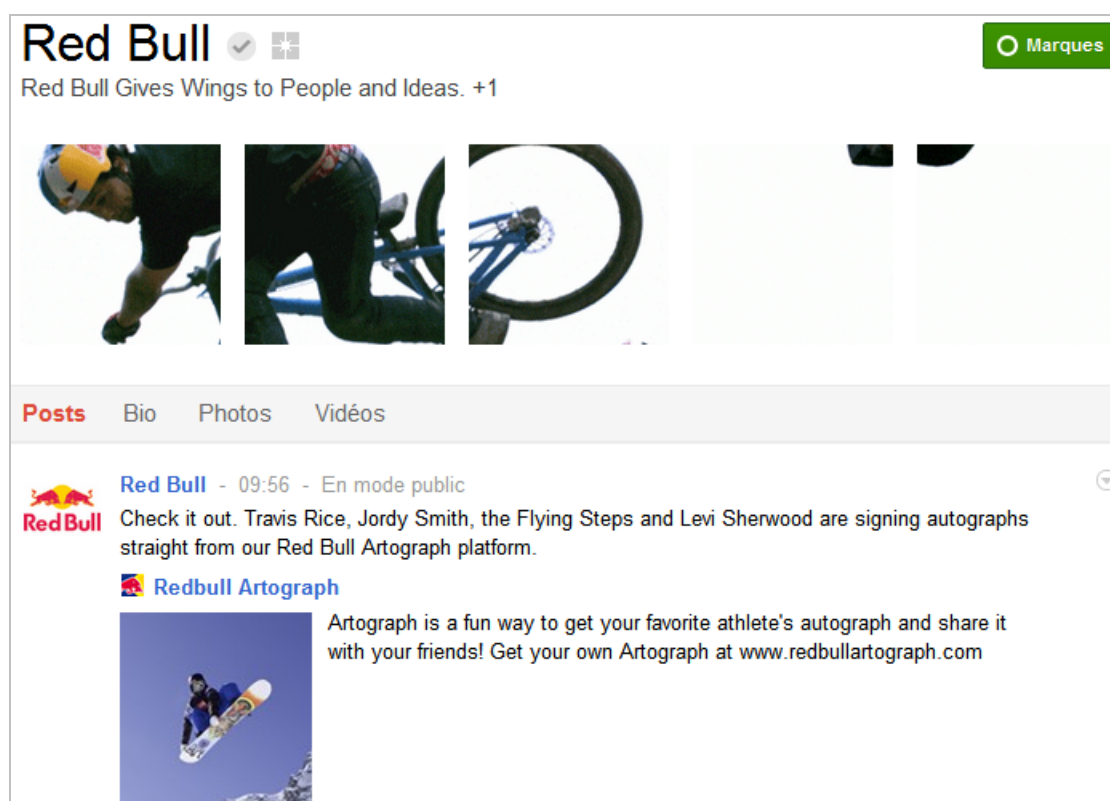 Red Bull
Marques
Red Bull Gives Wings to People and Ideas. +1
Posts Bio Photos Vidéos
Red Bull - 09:56 - En mode public
Red Bull
Check it out. Travis Rice, Jordy Smith, the Flying Steps and Levi Sherwood are signing autographs
straight from our Red Bull Artograph platform.
Redbull Artograph
Artograph is a fun way to get your favorite athlete's autograph and share it
with your friends! Get your own Artograph at www.redbullartograph.com